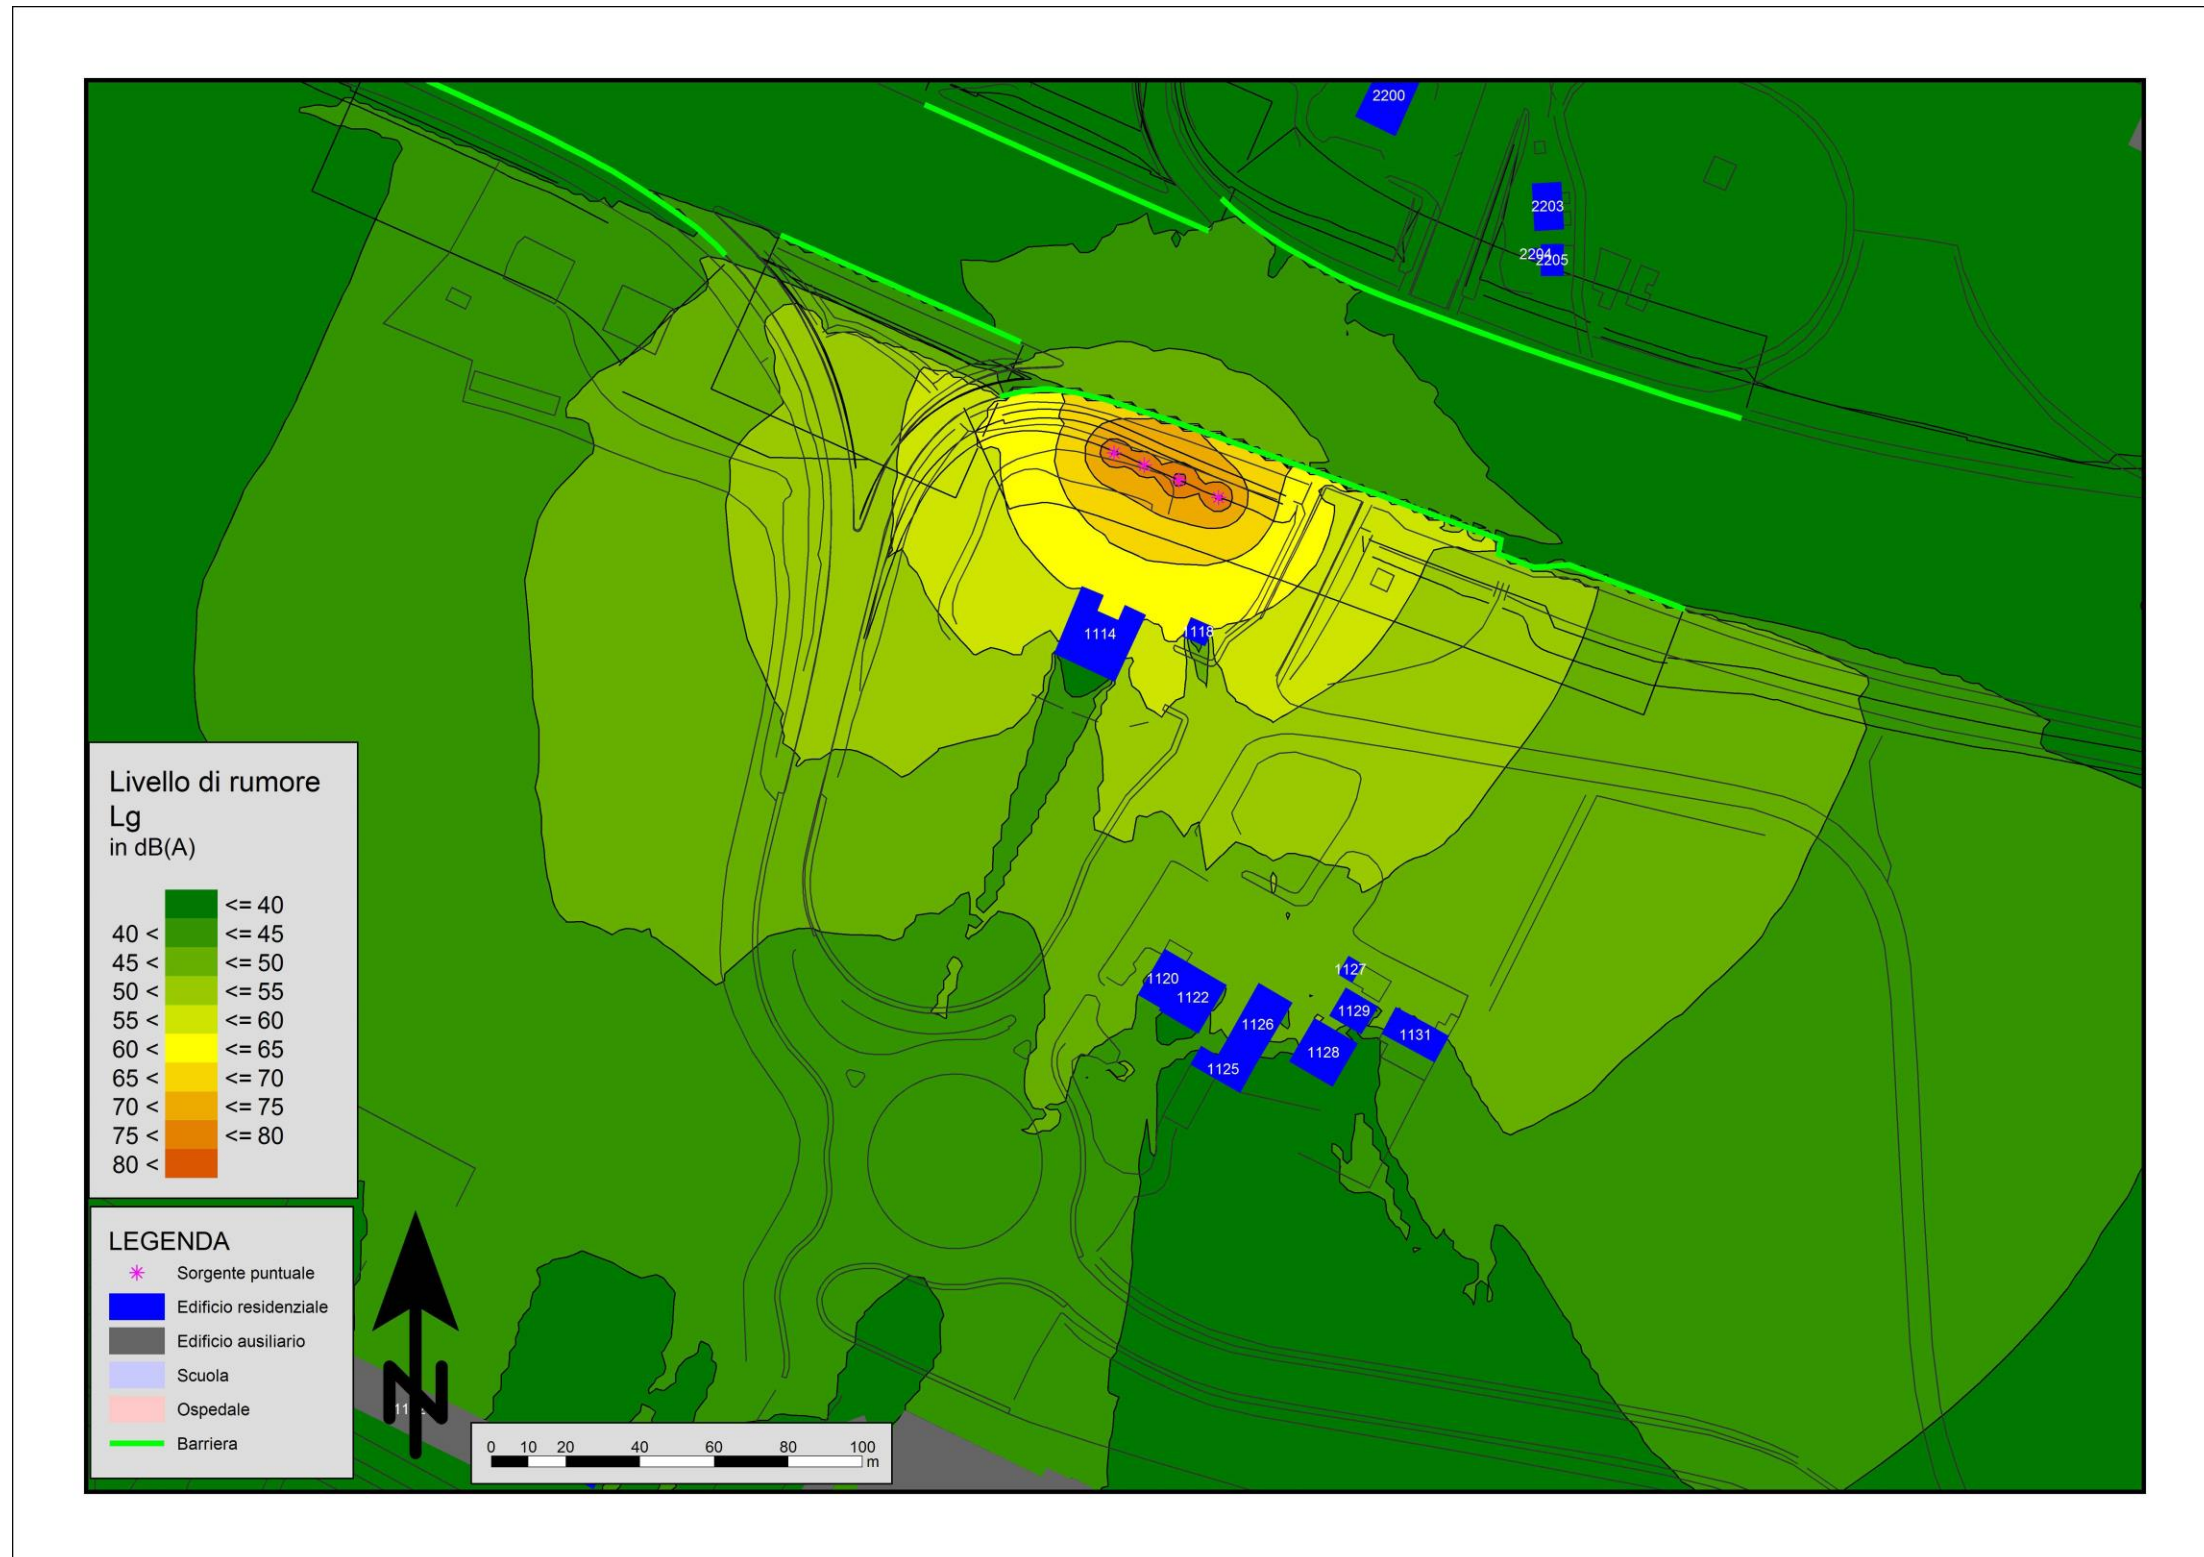 2200
2203
2204
2205
1114
1118
Livello di rumore
Lg
in dB(A)
<= 40
40 < <= 45
45 < <= 50
50 < <= 55
55 < <= 60
60 < <= 65
65 < <= 70
70 < <= 75
75 < <= 80
80 <
1120
1122
1127
1129
1126
1131
1128
1125
LEGENDA
Sorgente puntuale
Edificio residenziale
Edificio ausiliario
Scuola
Ospedale
Barriera
N
0 10 20 40 60 80 100
m